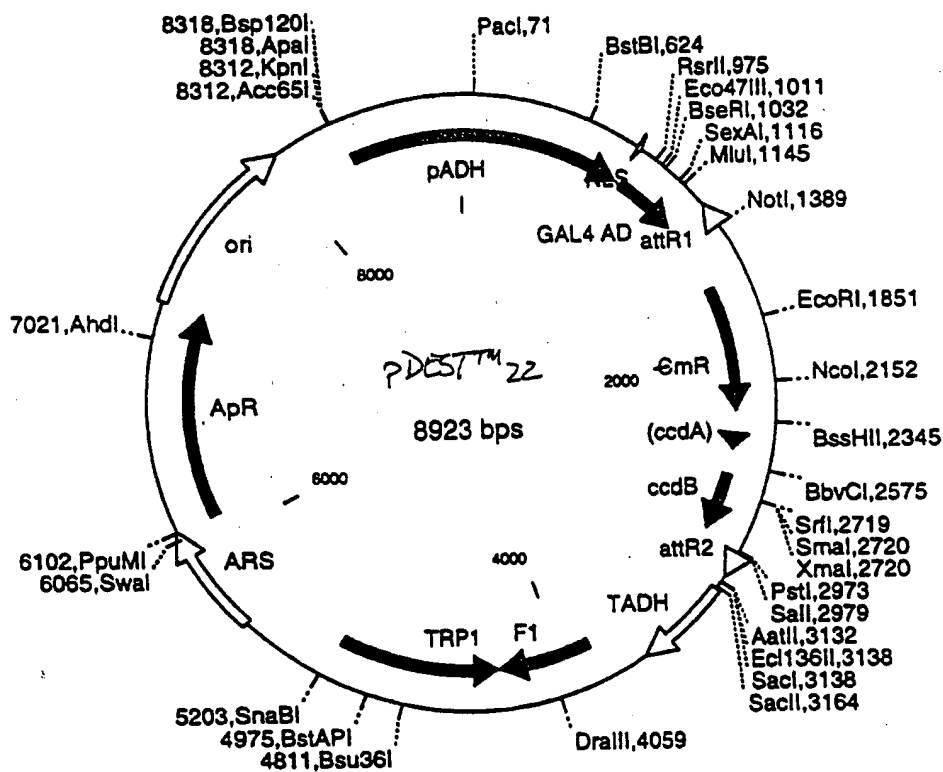 8318,Bsp120I
8318,ApaI
8312,KpnI
8312,Acc65I
PacI,71
BstBI,624
RsrII,975
Eco47III,1011
BseRI,1032
SexAI,1116
MluI,1145
NotI,1389
pADH
NLS
GAL4 AD
attR1
ori
8000
EcoRI,1851
7021,AhdI
pDEST™22
2000
CmR
NcoI,2152
ApR
8923 bps
(ccdA)
BssHII,2345
ccdB
BbvCI,2575
6000
SrfI,2719
SmaI,2720
XmaI,2720
attR2
6102,PpuMI
6065,SwaI
ARS
4000
PstI,2973
SalI,2979
TADH
AatII,3132
Ecl136II,3138
SacI,3138
SacII,3164
TRP1
F1
5203,SnaBI
4975,BstAPI
4811,Bsu36I
DraIII,4059